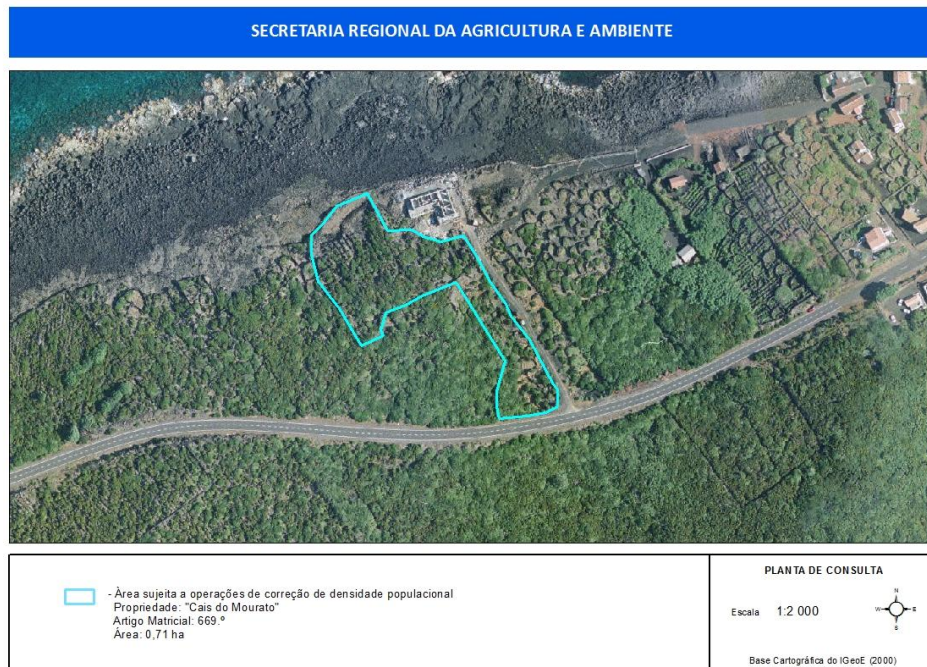 SECRETARIA REGIONAL DA AGRICULTURA E AMBIENTE
- Área sujeita a operações de correção de densidade populacional
Propriedade: "Cais do Mourato"
Artigo Matricial: 669.º
Área: 0,71 ha
PLANTA DE CONSULTA
Escala 1:2 000
N
W E
S
Base Cartográfica do IGeoE (2000)